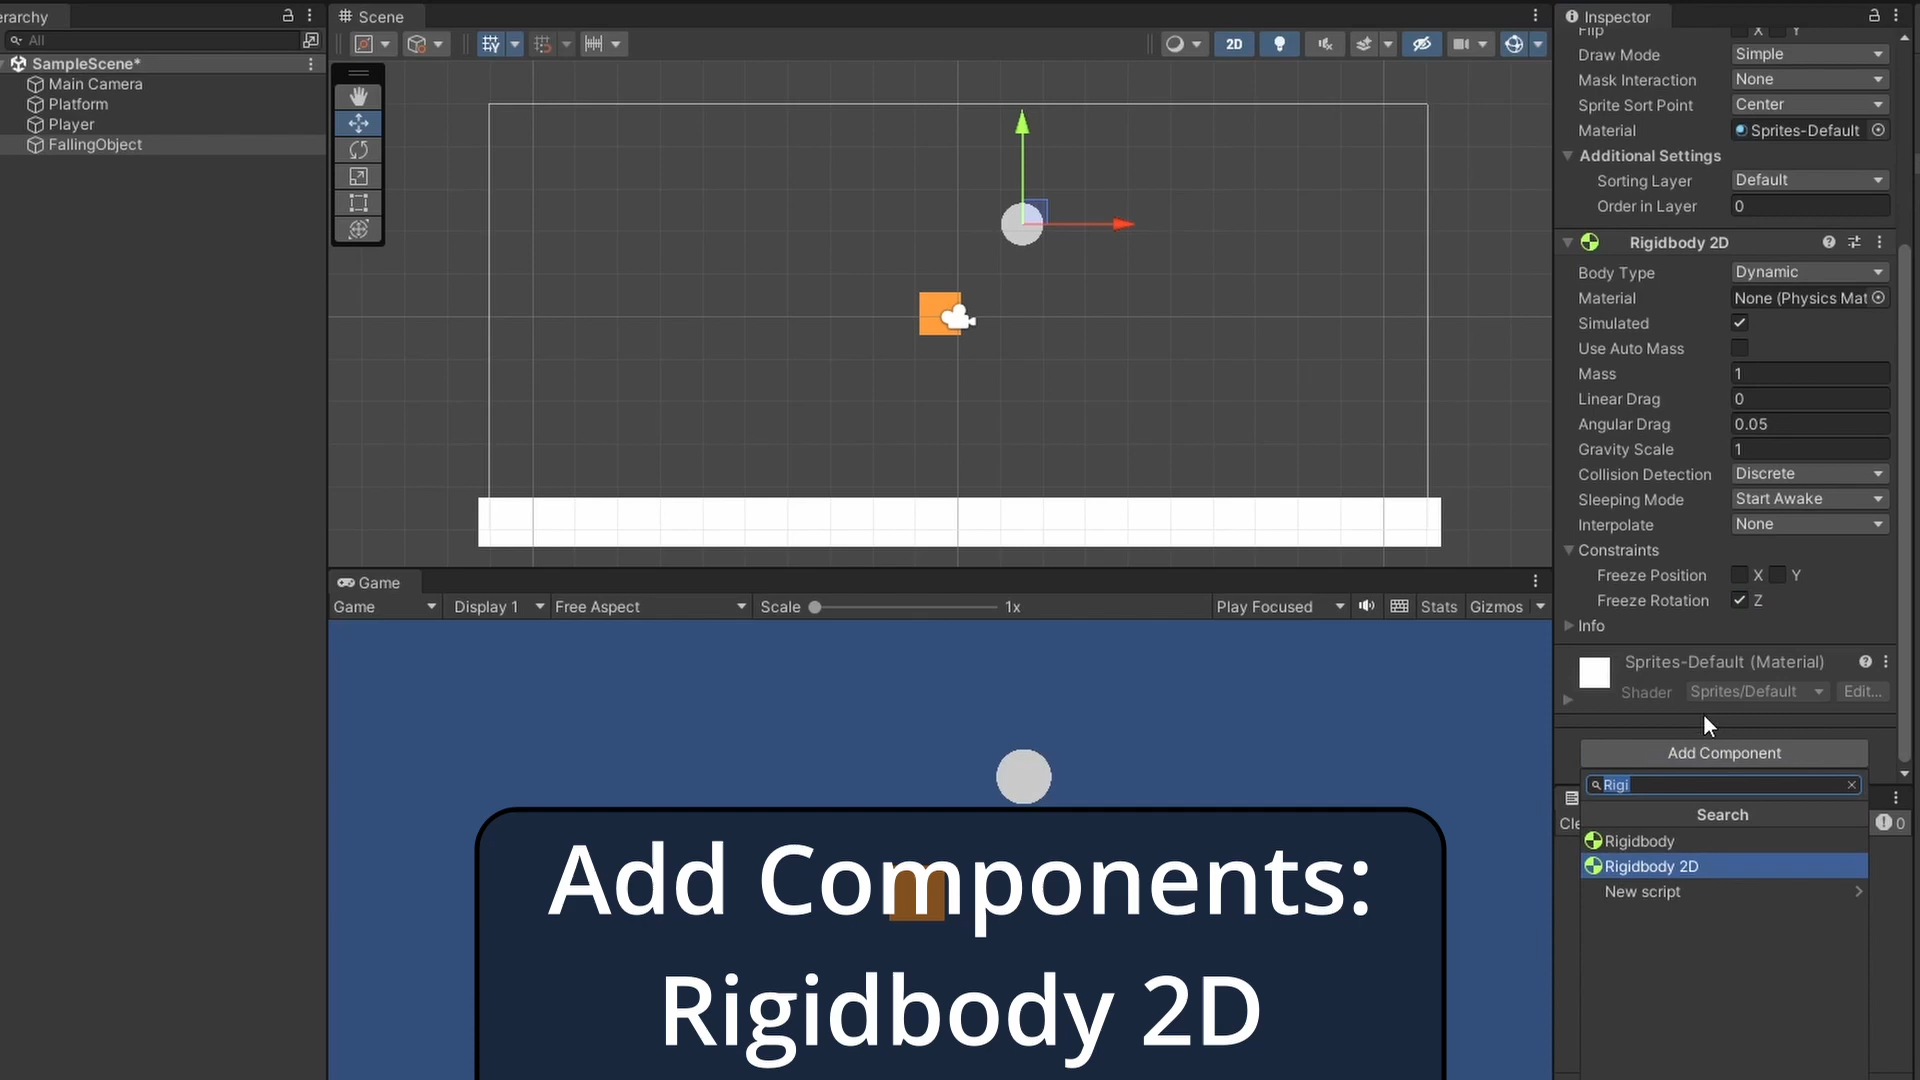 erarchy
All
SampleScene*
Main Camera
Platform
Player
FallingObject
Scene
2D
Game
Game
Display 1
Free Aspect
Scale
1x
Play Focused
Stats
Gizmos
Add Components:
Rigidbody 2D
Inspector
Flip X Y
Draw Mode Simple
Mask Interaction None
Sprite Sort Point Center
Material Sprites-Default
Additional Settings
Sorting Layer Default
Order in Layer 0
Rigidbody 2D
Body Type Dynamic
Material None (Physics Mat
Simulated
Use Auto Mass
Mass 1
Linear Drag 0
Angular Drag 0.05
Gravity Scale 1
Collision Detection Discrete
Sleeping Mode Start Awake
Interpolate None
Constraints
Freeze Position X Y
Freeze Rotation Z
Info
Sprites-Default (Material)
Shader Sprites/Default Edit...
Add Component
Rigi
Search
Cle
0
Rigidbody
Rigidbody 2D
New script